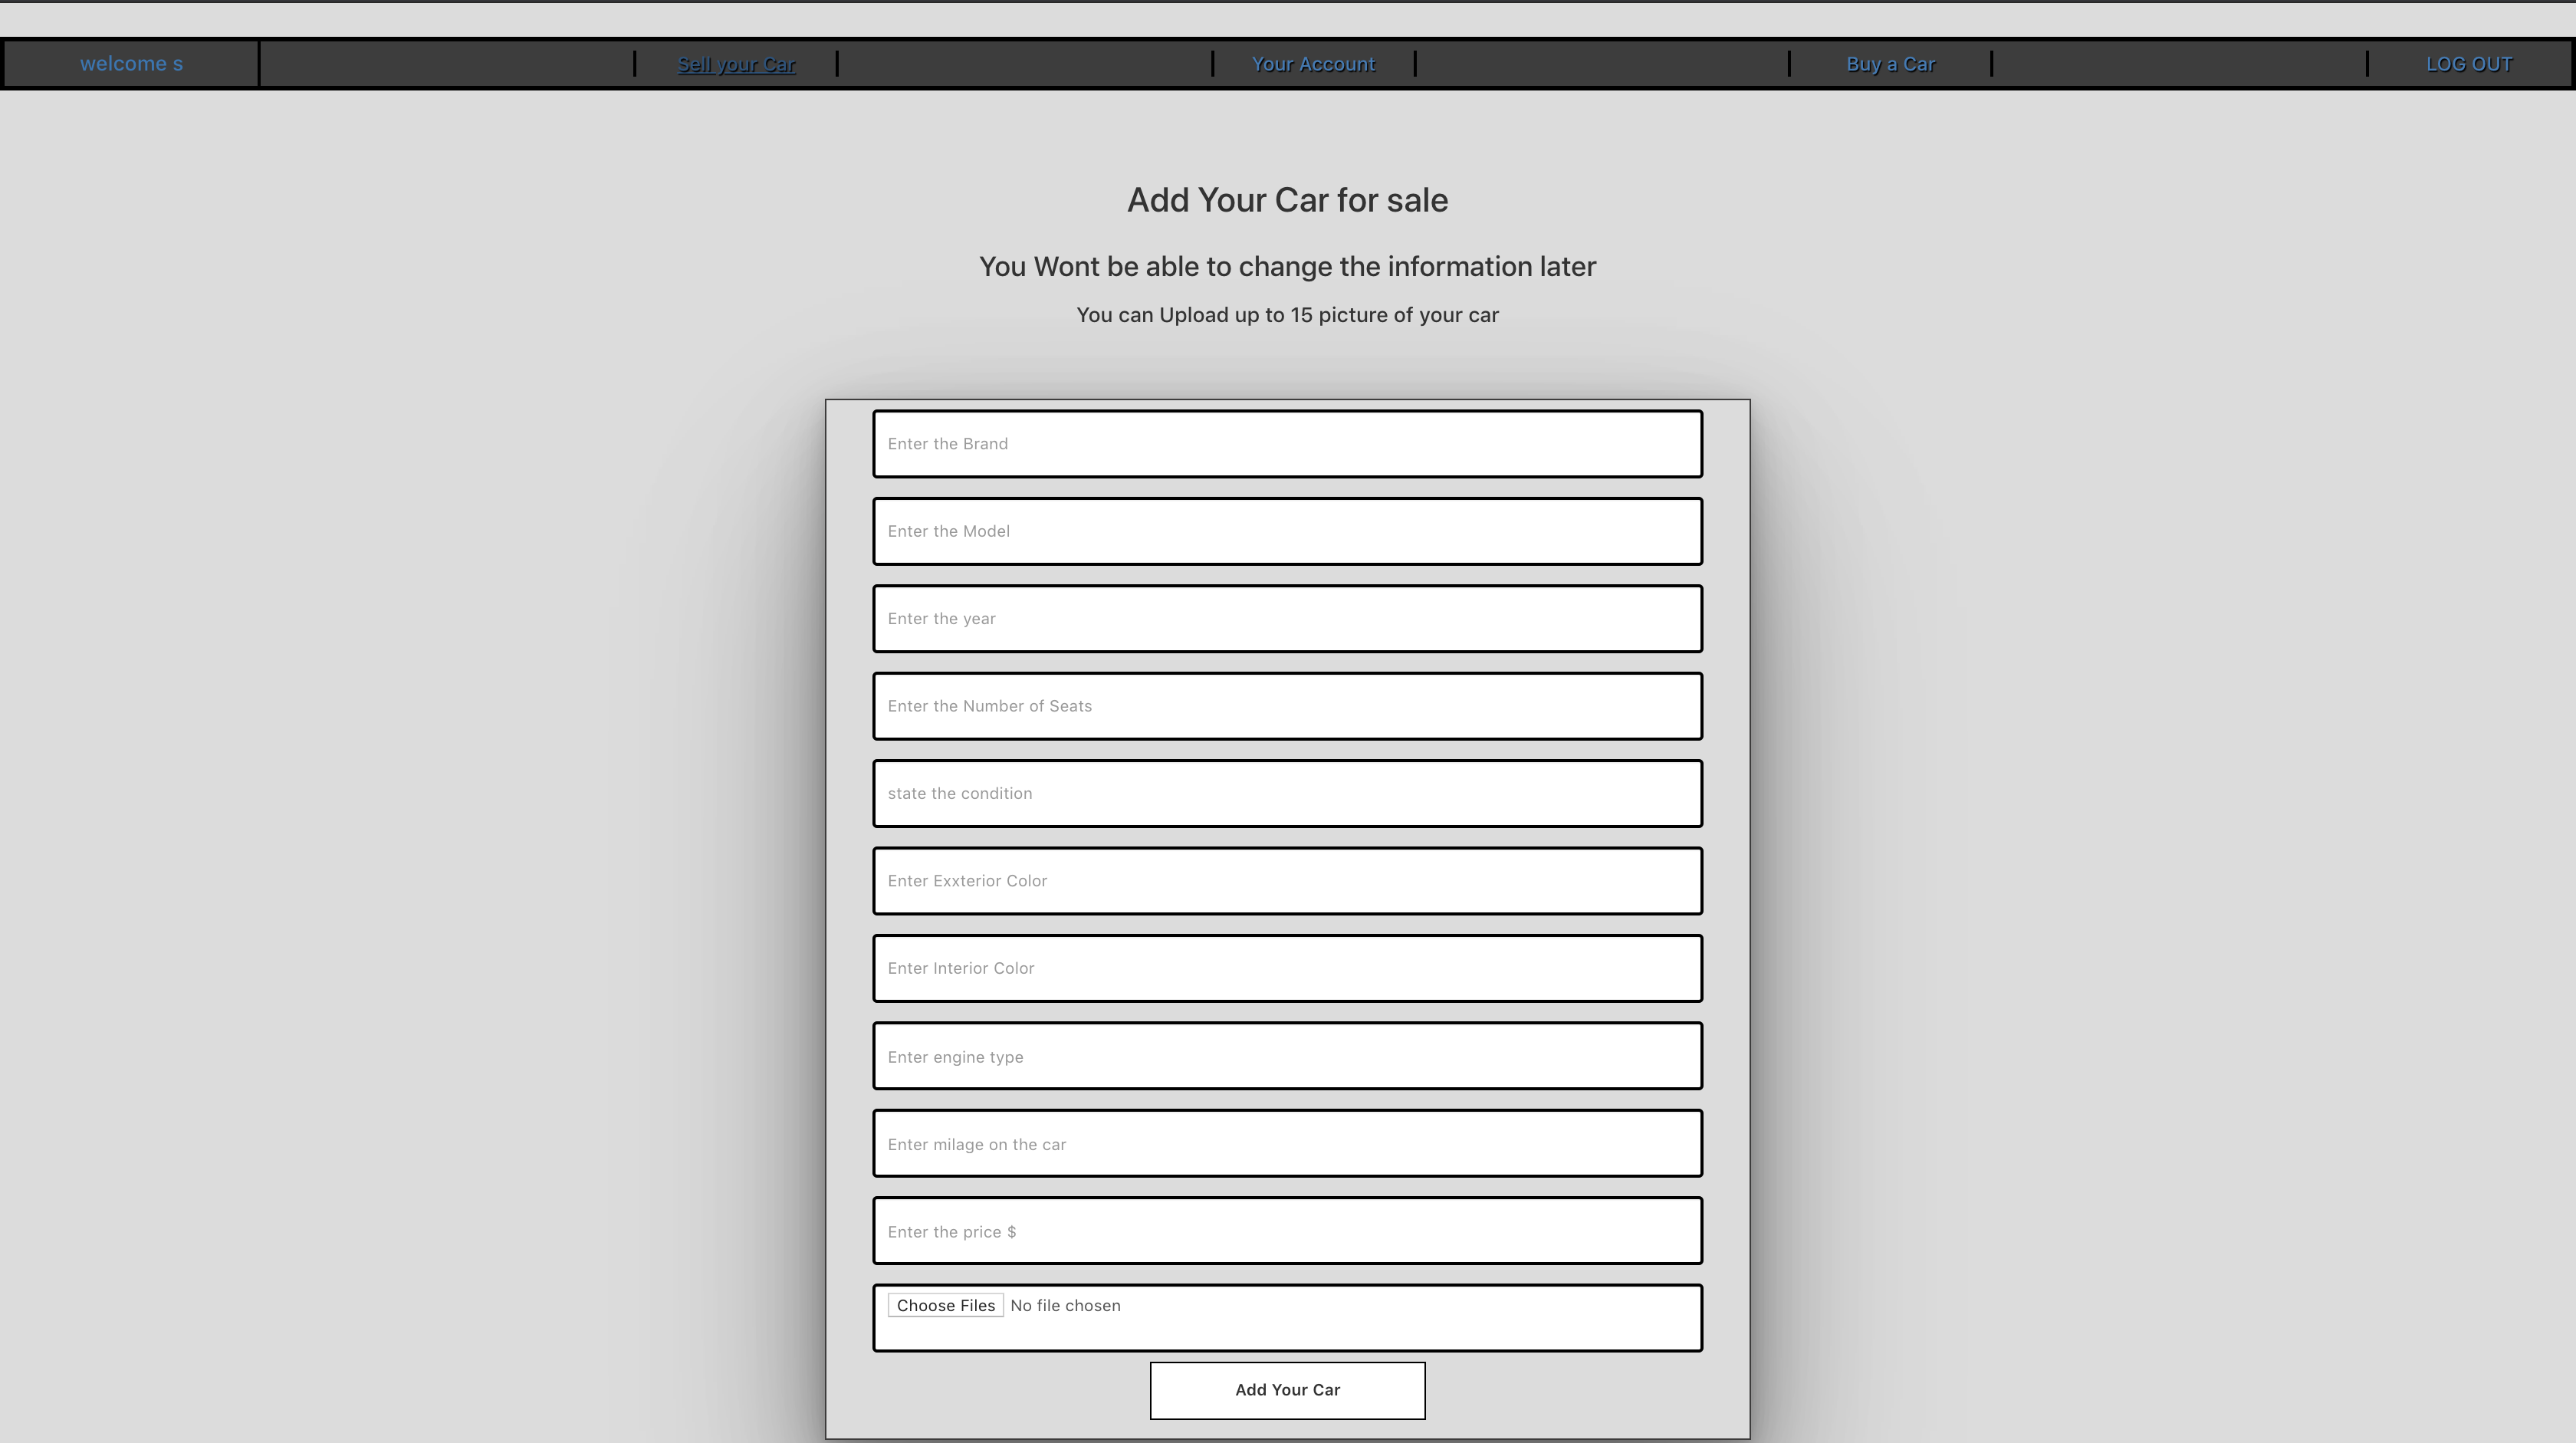 welcome s
Sell your Car
Your Account
Buy a Car
LOG OUT
Add Your Car for sale
You Wont be able to change the information later
You can Upload up to 15 picture of your car
Enter the Brand
Enter the Model
Enter the year
Enter the Number of Seats
state the condition
Enter Exxterior Color
Enter Interior Color
Enter engine type
Enter milage on the car
Enter the price $
Choose Files No file chosen
Add Your Car